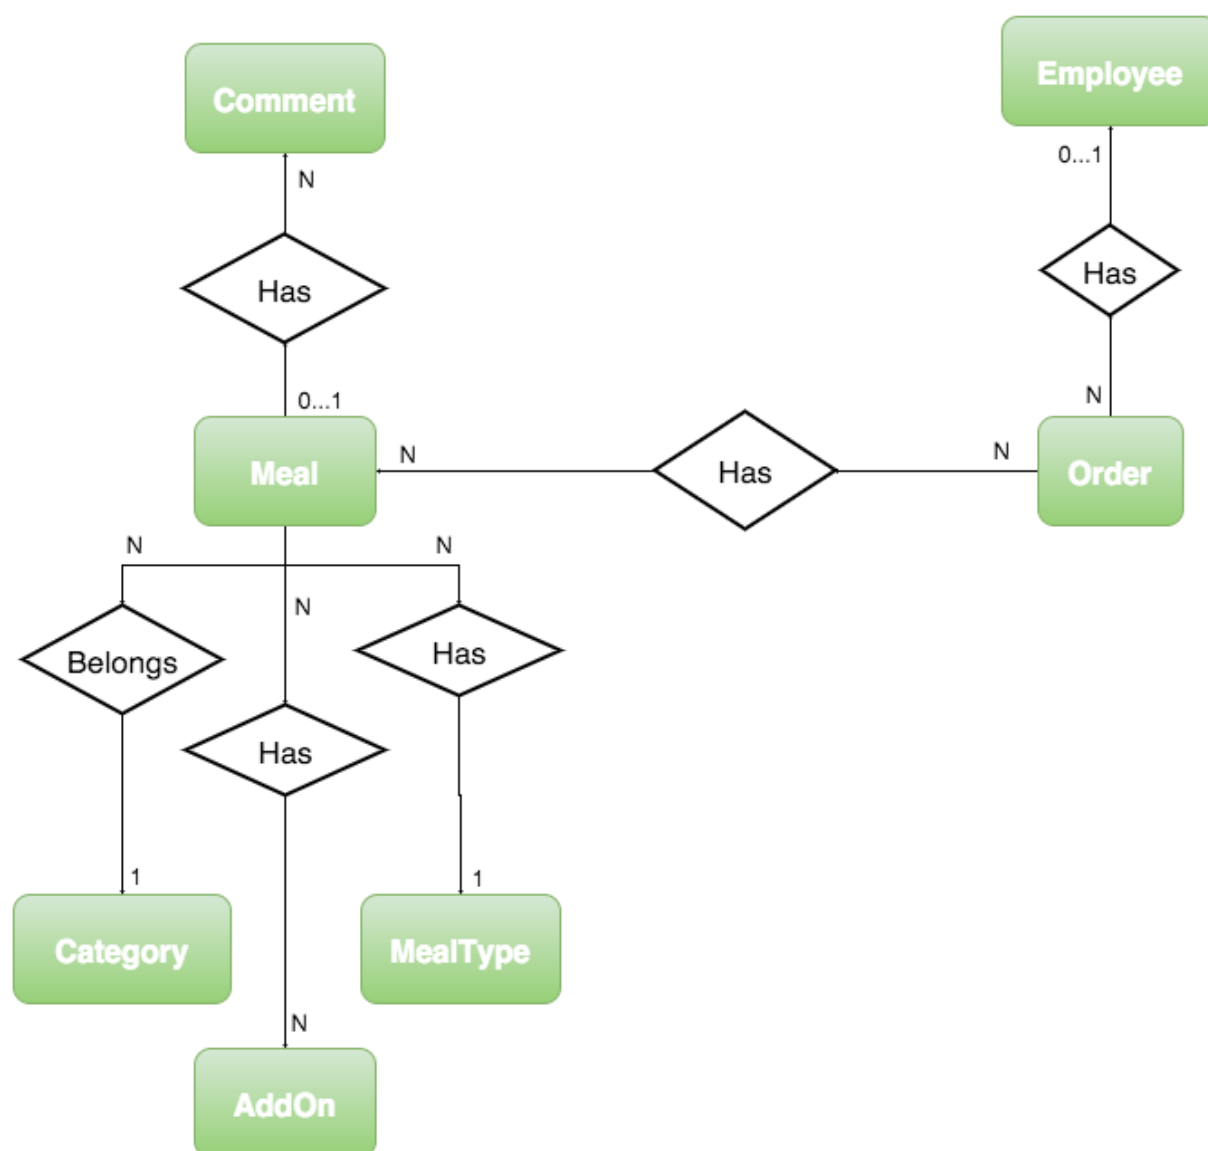 Employee
Comment
0...1
N
Has
Has
N
0...1
N
N
Meal
Has
Order
N
N
N
Belongs
Has
Has
1
1
Category
MealType
N
AddOn